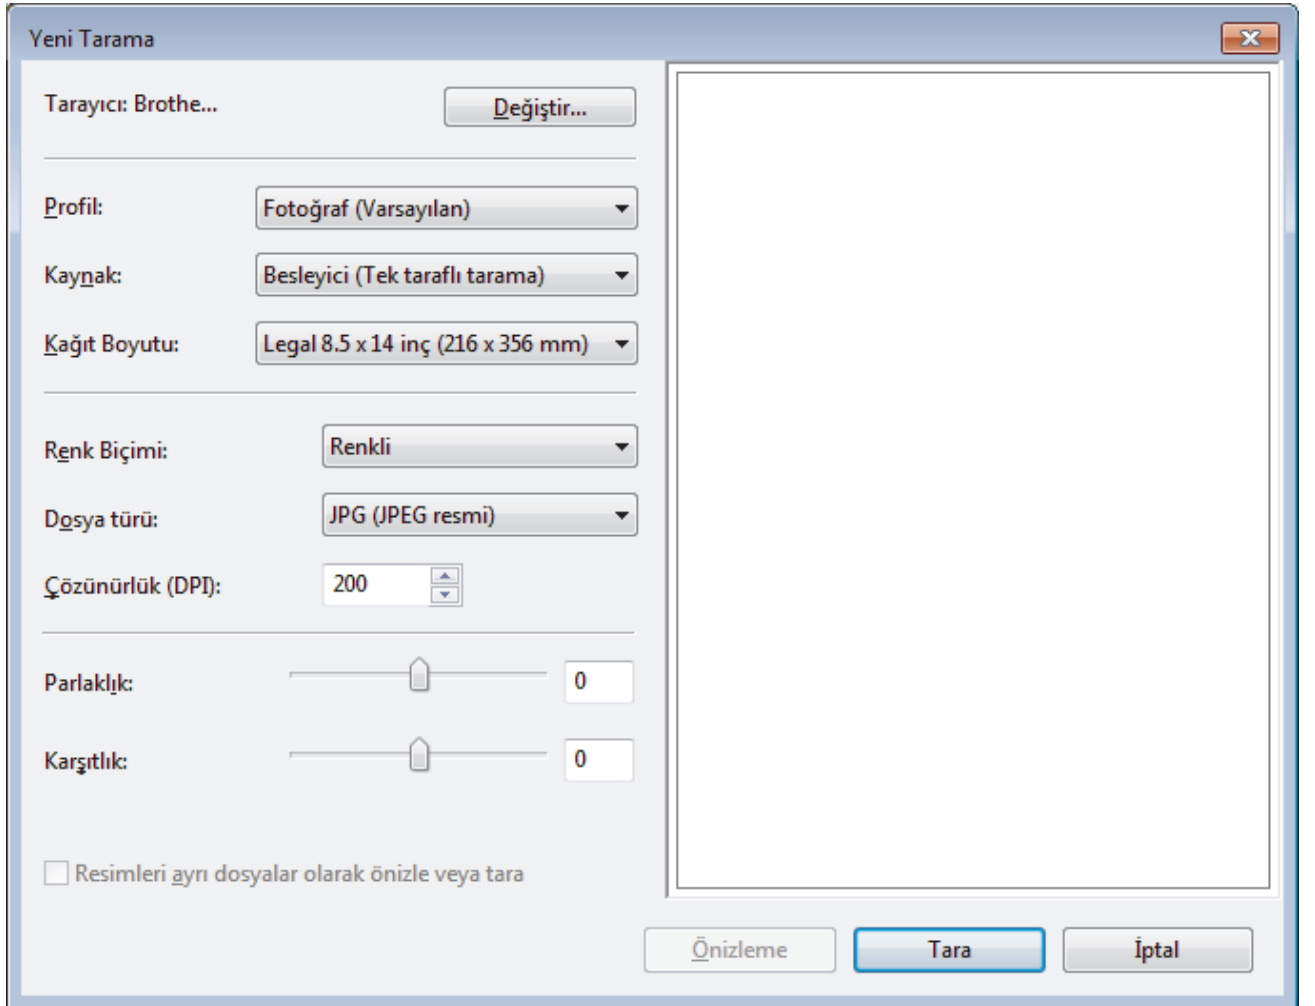 Yeni Tarama
Tarayıcı: Brothe...
Değiştir...
Profil:
Fotoğraf (Varsayılan)
Kaynak:
Besleyici (Tek taraflı tarama)
Kağıt Boyutu:
Legal 8.5 x 14 inç (216 x 356 mm)
Renk Biçimi:
Renkli
Dosya türü:
JPG (JPEG resmi)
Çözünürlük (DPI):
200
Parlaklık:
0
Karşıtlık:
0
Resimleri ayrı dosyalar olarak önizle veya tara
Önizleme
Tara
İptal